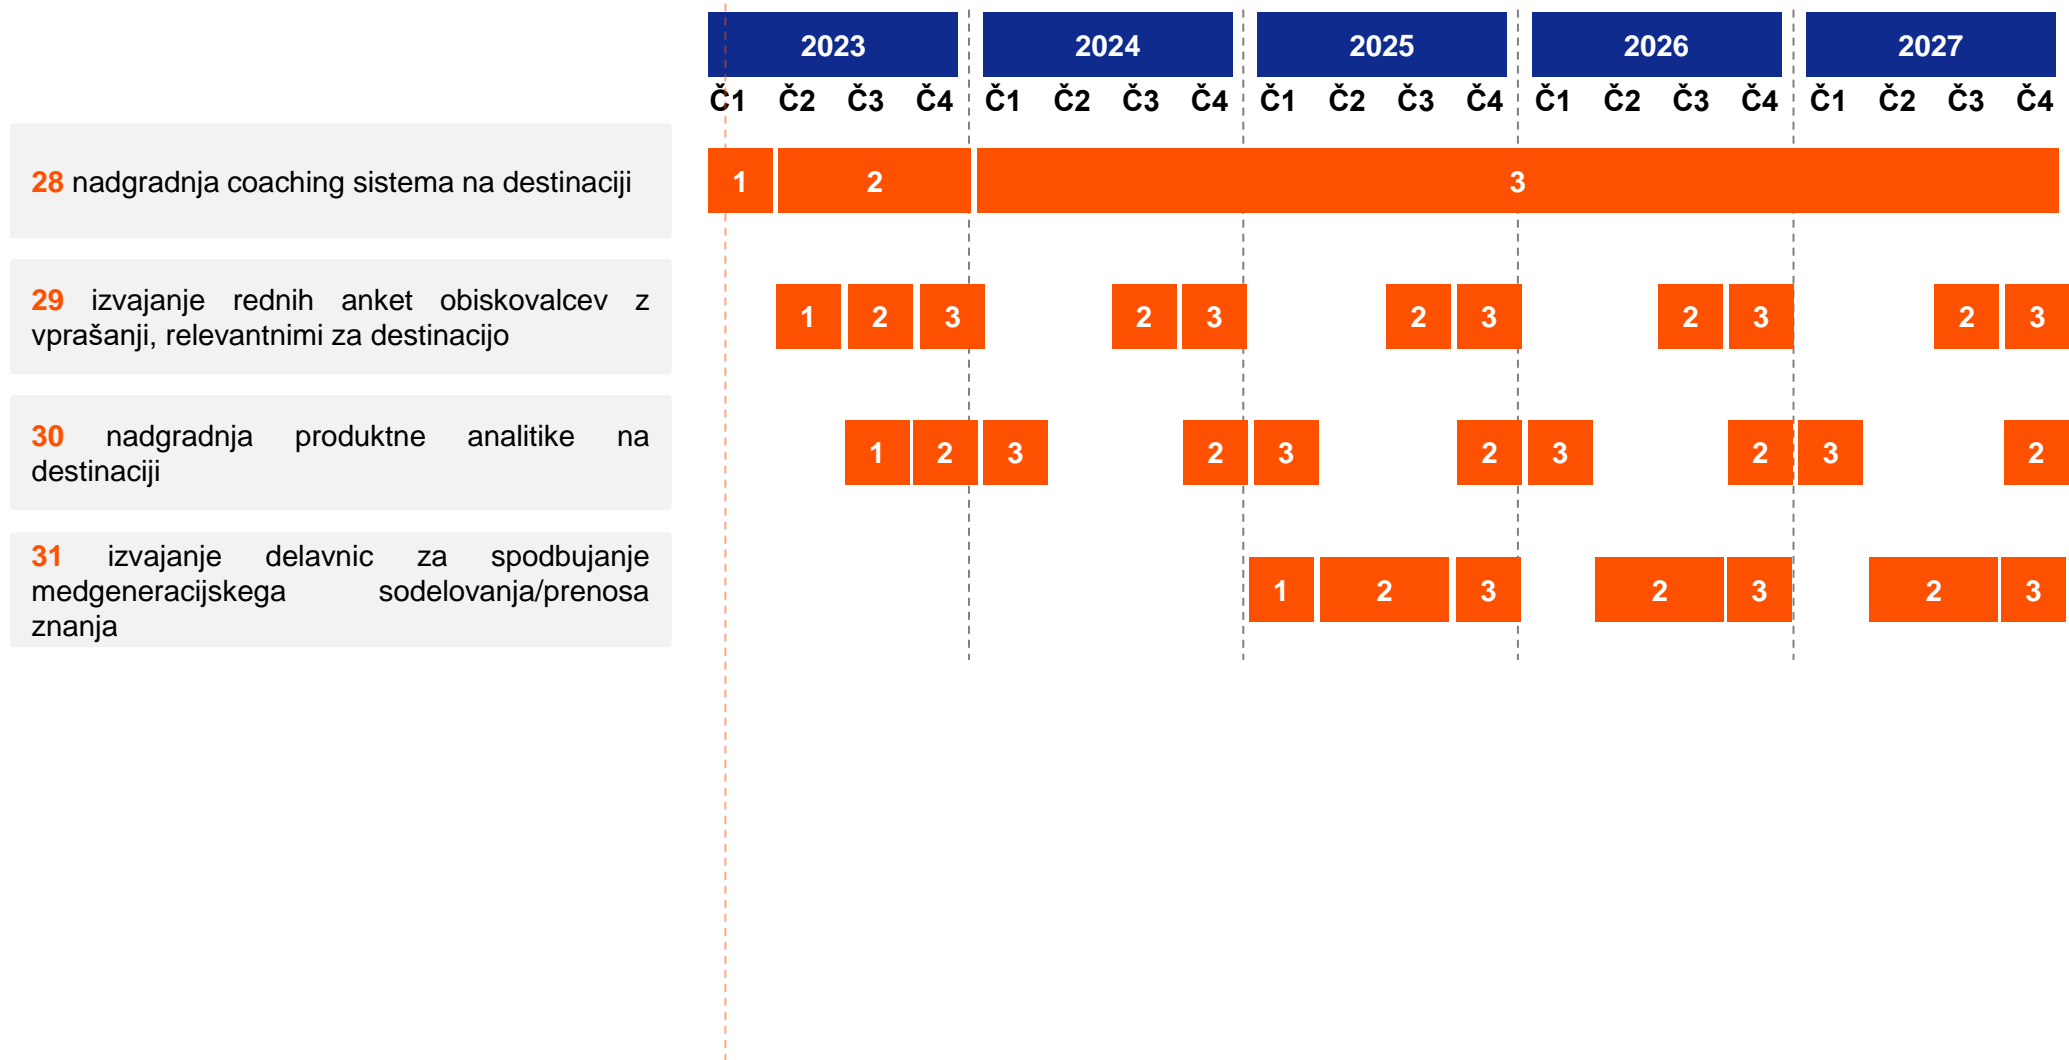 2023 2024 2025 2026 2027
Č1 Č2 Č3 Č4 Č1 Č2 Č3 Č4 Č1 Č2 Č3 Č4 Č1 Č2 Č3 Č4 Č1 Č2 Č3 Č4
28 nadgradnja coaching sistema na destinaciji
1 2 3
29 izvajanje rednih anket obiskovalcev z
vprašanji, relevantnimi za destinacijo
1 2 3 2 3 2 3 2 3 2 3
30 nadgradnja produktne analitike na
destinaciji
1 2 3 2 3 2 3 2 3 2
31 izvajanje delavnic za spodbujanje
medgeneracijskega sodelovanja/prenosa
znanja
1 2 3 2 3 2 3